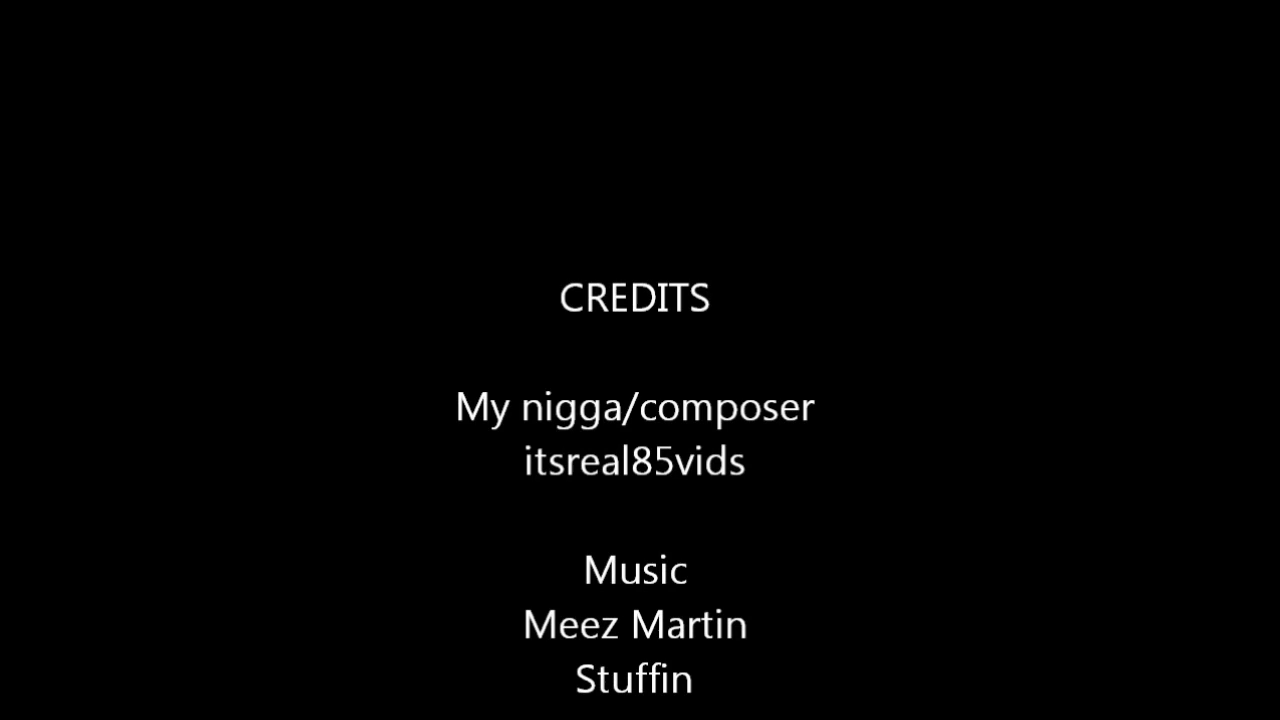 CREDITS
My nigga/composer
itsreal85vids
Music
Meez Martin
Stuffin